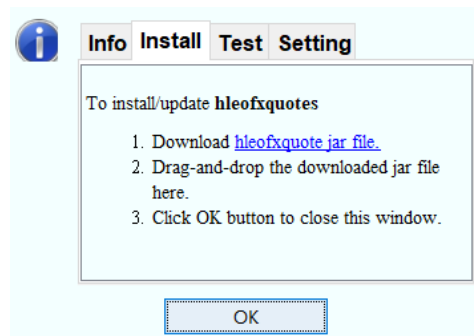 Info Install Test Setting
To install/update hleofxquotes
1. Download hleofxquote jar file.
2. Drag-and-drop the downloaded jar file
here.
3. Click OK button to close this window.
OK